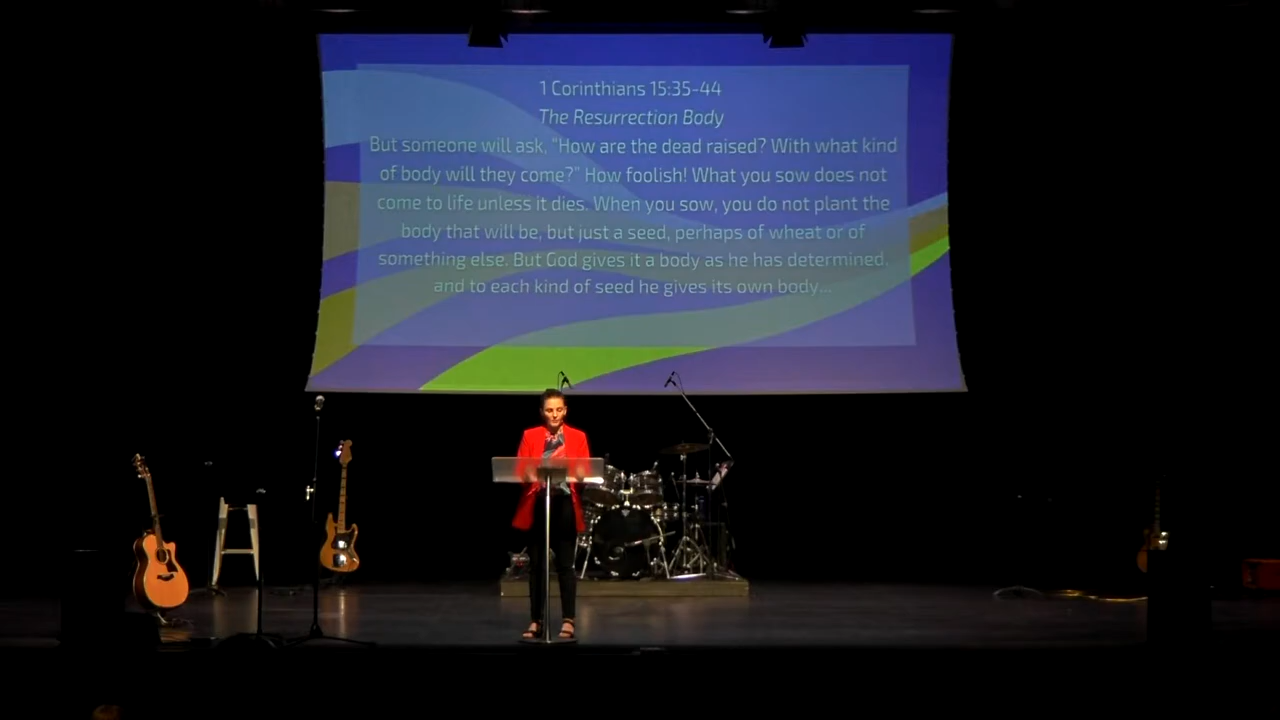 1 Corinthians 15:35-44
The Resurrection Body
But someone will ask, “How are the dead raised? With what kind
of body will they come?” How foolish! What you sow does not
come to life unless it dies. When you sow, you do not plant the
body that will be, but just a seed, perhaps of wheat or of
something else. But God gives it a body as he has determined,
and to each kind of seed he gives its own body...